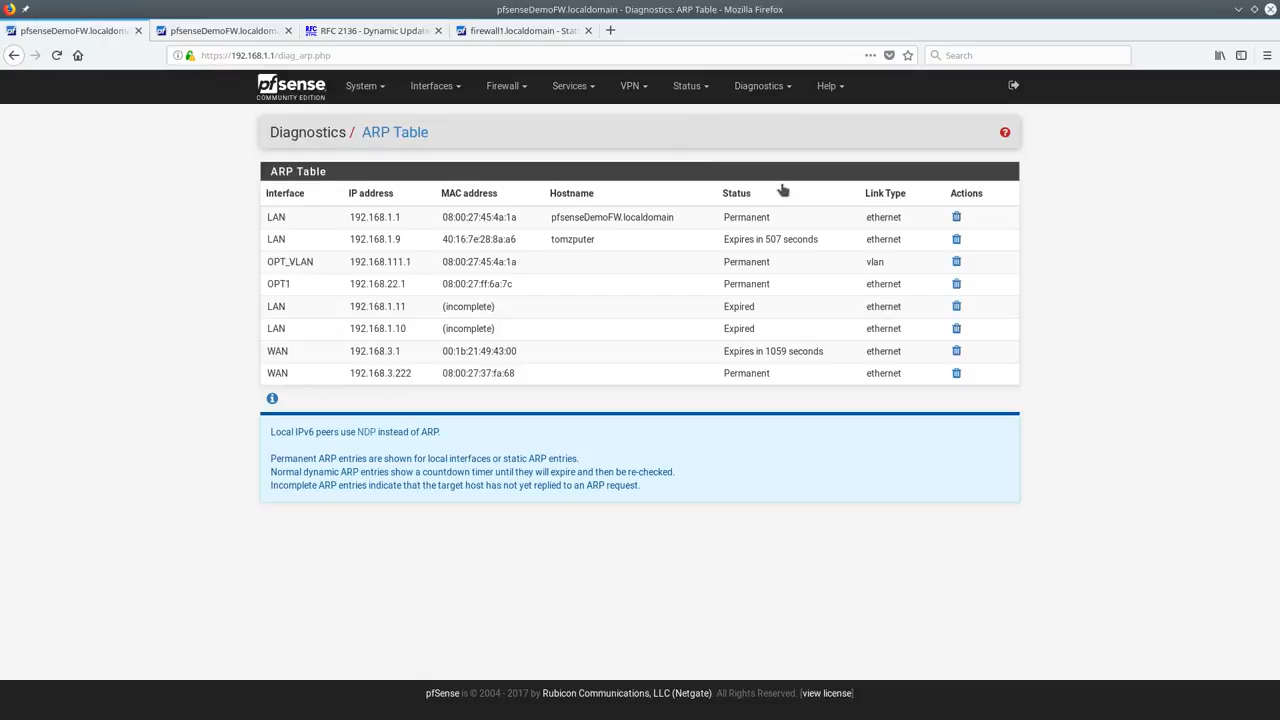 pfsenseDemoFW.localdomain - Diagnostics: ARP Table - Mozilla Firefox
pfsenseDemoFW.localdom
pfsenseDemoFW.localdom
RFC 2136 - Dynamic Update
firewall1.localdomain - Stat
https://192.168.1.1/diag_arp.php
Search
pfsense
COMMUNITY EDITION
System
Interfaces
Firewall
Services
VPN
Status
Diagnostics
Help
Diagnostics / ARP Table
ARP Table
Interface IP address MAC address Hostname Status Link Type Actions
LAN 192.168.1.1 08:00:27:45:4a:1a pfsenseDemoFW.localdomain Permanent ethernet
LAN 192.168.1.9 40:16:7e:28:8a:a6 tomzputer Expires in 507 seconds ethernet
OPT_VLAN 192.168.111.1 08:00:27:45:4a:1a Permanent vlan
OPT1 192.168.22.1 08:00:27:ff:6a:7c Permanent ethernet
LAN 192.168.1.11 (incomplete) Expired ethernet
LAN 192.168.1.10 (incomplete) Expired ethernet
WAN 192.168.3.1 00:1b:21:49:43:00 Expires in 1059 seconds ethernet
WAN 192.168.3.222 08:00:27:37:fa:68 Permanent ethernet
Local IPv6 peers use NDP instead of ARP.
Permanent ARP entries are shown for local interfaces or static ARP entries.
Normal dynamic ARP entries show a countdown timer until they will expire and then be re-checked.
Incomplete ARP entries indicate that the target host has not yet replied to an ARP request.
pfSense is © 2004 - 2017 by Rubicon Communications, LLC (Netgate). All Rights Reserved. [view license]